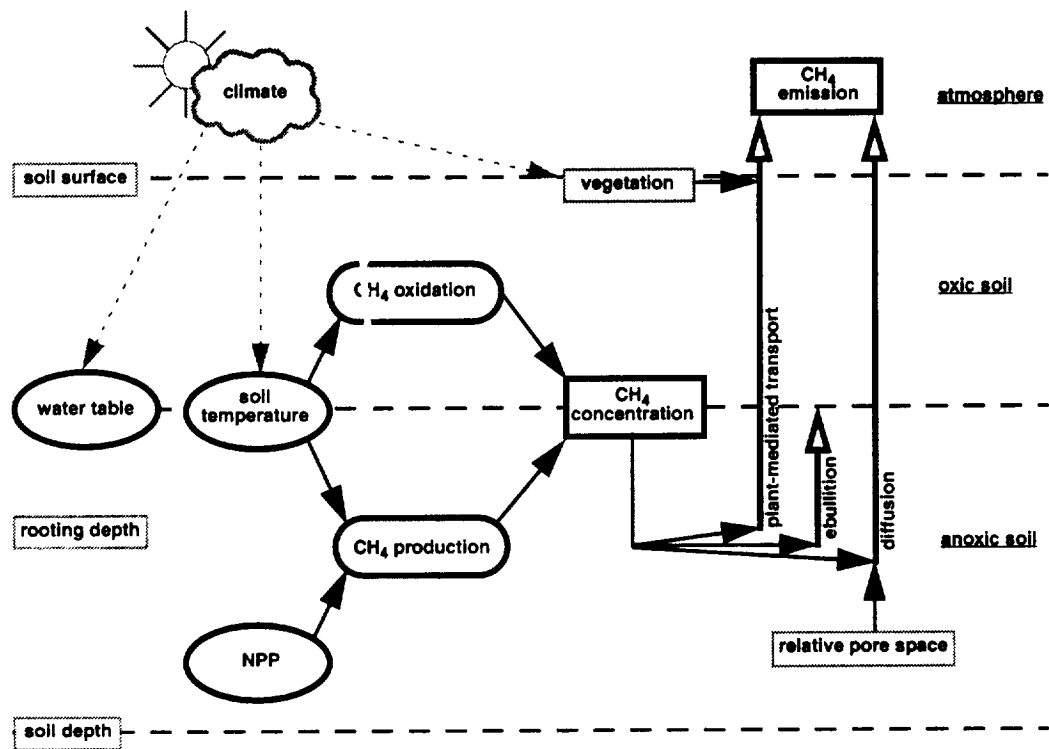 climate
CH₄
emission
atmosphere
soil surface
vegetation
CH₄ oxidation
oxic soil
water table
soil
temperature
CH₄
concentration
plant-mediated transport
ebullition
diffusion
rooting depth
CH₄ production
anoxic soil
NPP
relative pore space
soil depth